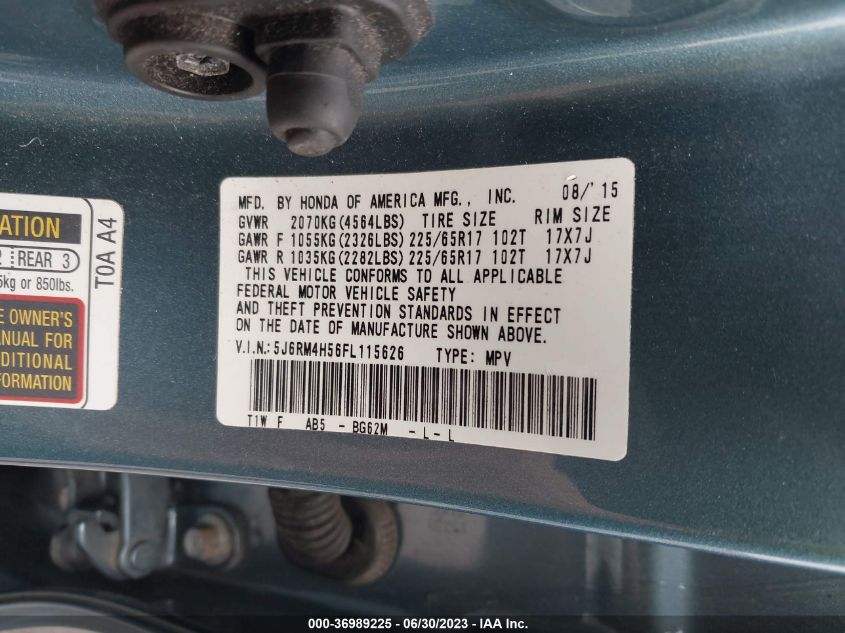 ATION
2 REAR 3
5kg or 850lbs.
E OWNER'S
ANUAL FOR
DDITIONAL
FORMATION
T0A A4
MFD. BY HONDA OF AMERICA MFG., INC. 08/'15
GVWR 2070KG(4564LBS) TIRE SIZE RIM SIZE
GAWR F 1055KG(2326LBS) 225/65R17 102T 17X7J
GAWR R 1035KG(2282LBS) 225/65R17 102T 17X7J
THIS VEHICLE CONFORMS TO ALL APPLICABLE
FEDERAL MOTOR VEHICLE SAFETY
AND THEFT PREVENTION STANDARDS IN EFFECT
ON THE DATE OF MANUFACTURE SHOWN ABOVE.
V.I.N.:5J6RM4H56FL115626 TYPE: MPV
T1W F AB5 - BG62M - L - L
000-36989225 - 06/30/2023 - IAA Inc.